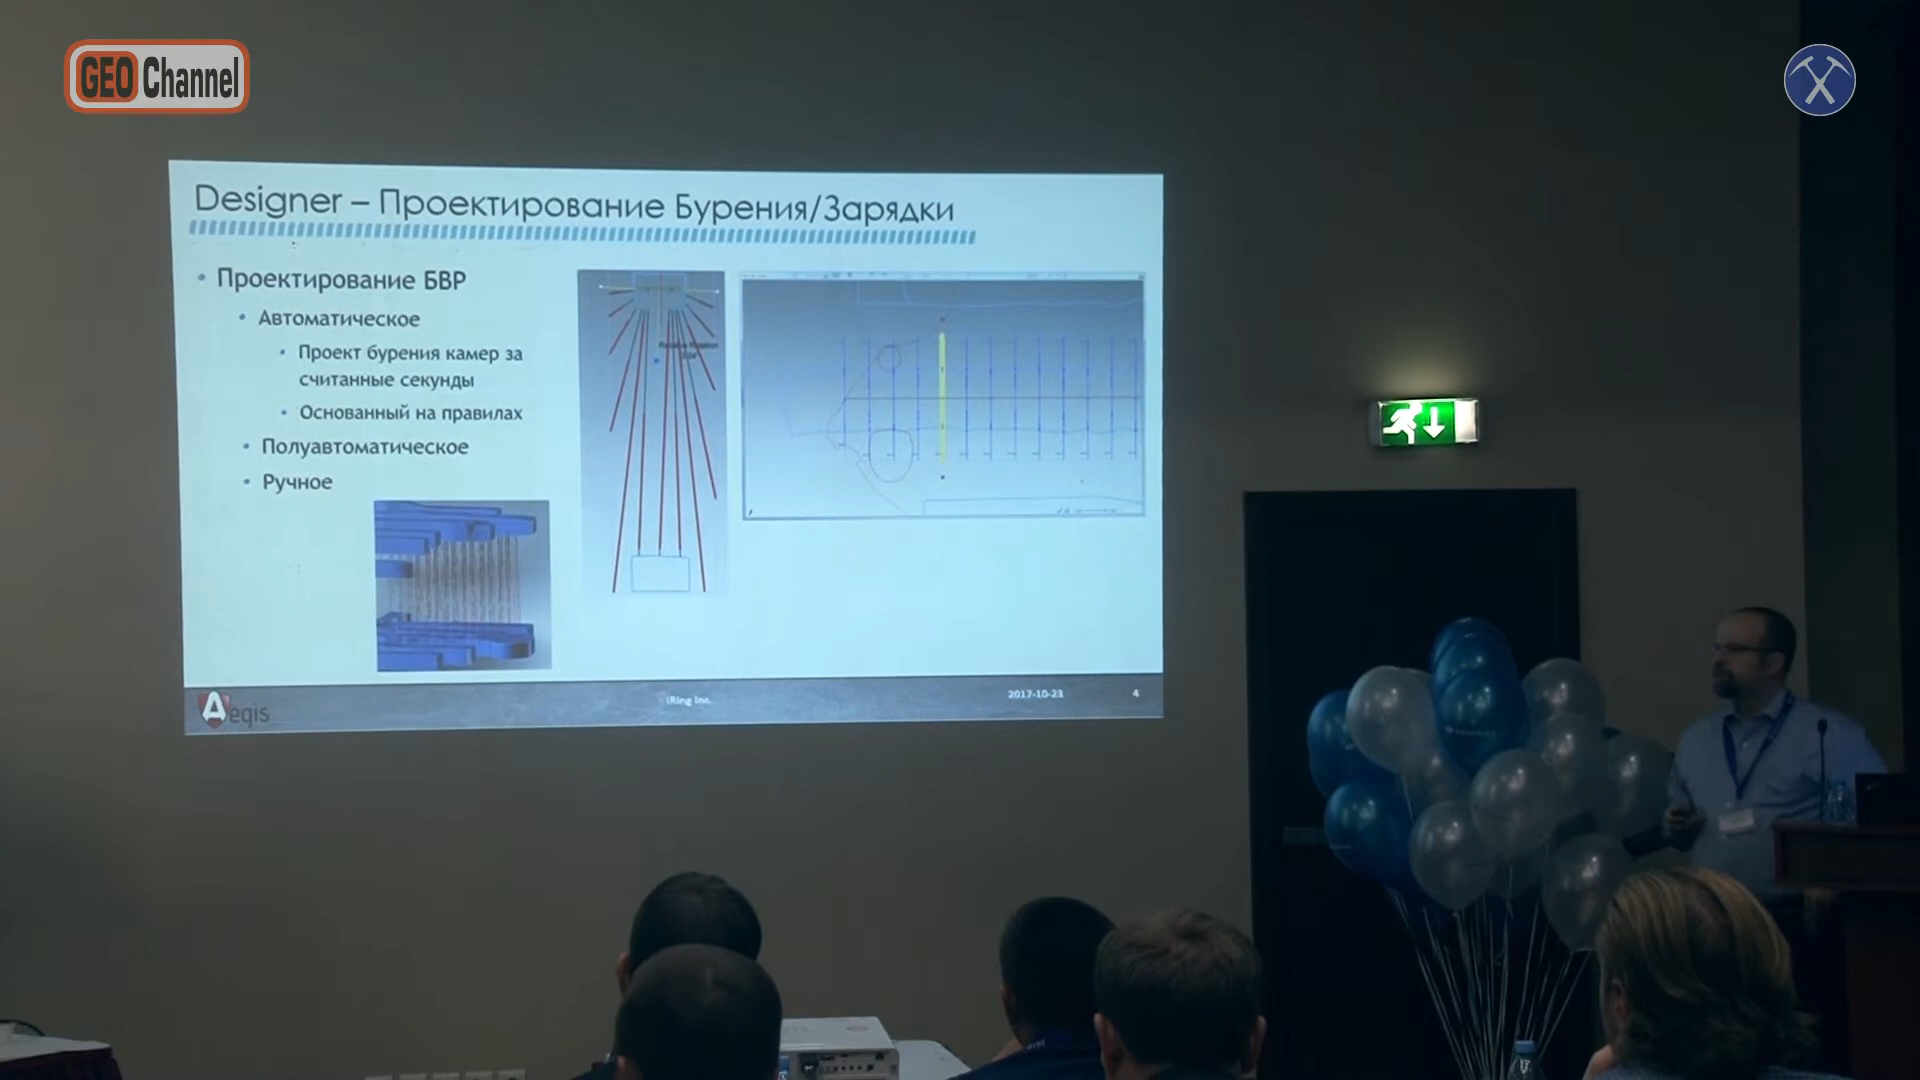 GEO Channel
Designer – Проектирование Бурения/Зарядки
Проектирование БВР
Автоматическое
Проект бурения камер за
считанные секунды
Основанный на правилах
Полуавтоматическое
Ручное
Aegis
iRing Inc.
2017-10-23
4